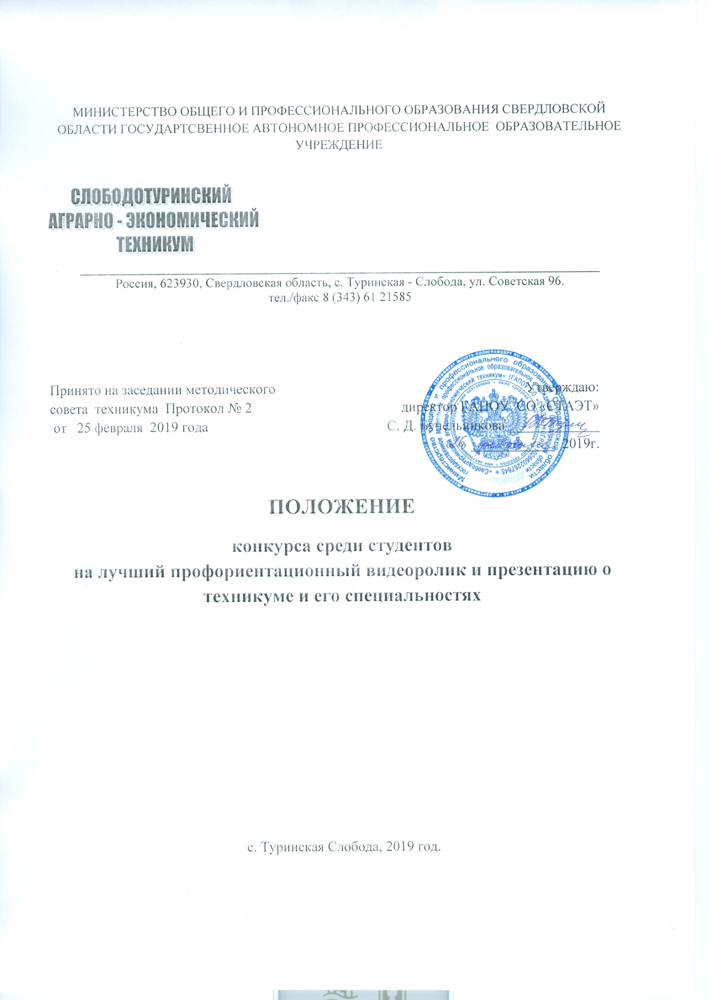 МИНИСТЕРСТВО ОБЩЕГО И ПРОФЕССИОНАЛЬНОГО ОБРАЗОВАНИЯ СВЕРДЛОВСКОЙ
ОБЛАСТИ ГОСУДАРТСВЕННОЕ АВТОНОМНОЕ ПРОФЕССИОНАЛЬНОЕ ОБРАЗОВАТЕЛЬНОЕ
УЧРЕЖДЕНИЕ
СЛОБОДОТУРИНСКИЙ
АГРАРНО - ЭКОНОМИЧЕСКИЙ
ТЕХНИКУМ
Россия, 623930, Свердловская область, с. Туринская - Слобода, ул. Советская 96.
тел./факс 8 (343) 61 21585
Принято на заседании методического
совета техникума Протокол № 2
от 25 февраля 2019 года
Утверждаю:
директор ГАПОУ СО «СТАЭТ»
С. Д. Бучельникова
«26» февраля 2019г.
ПОЛОЖЕНИЕ
конкурса среди студентов
на лучший профориентационный видеоролик и презентацию о
техникуме и его специальностях
с. Туринская Слобода, 2019 год.